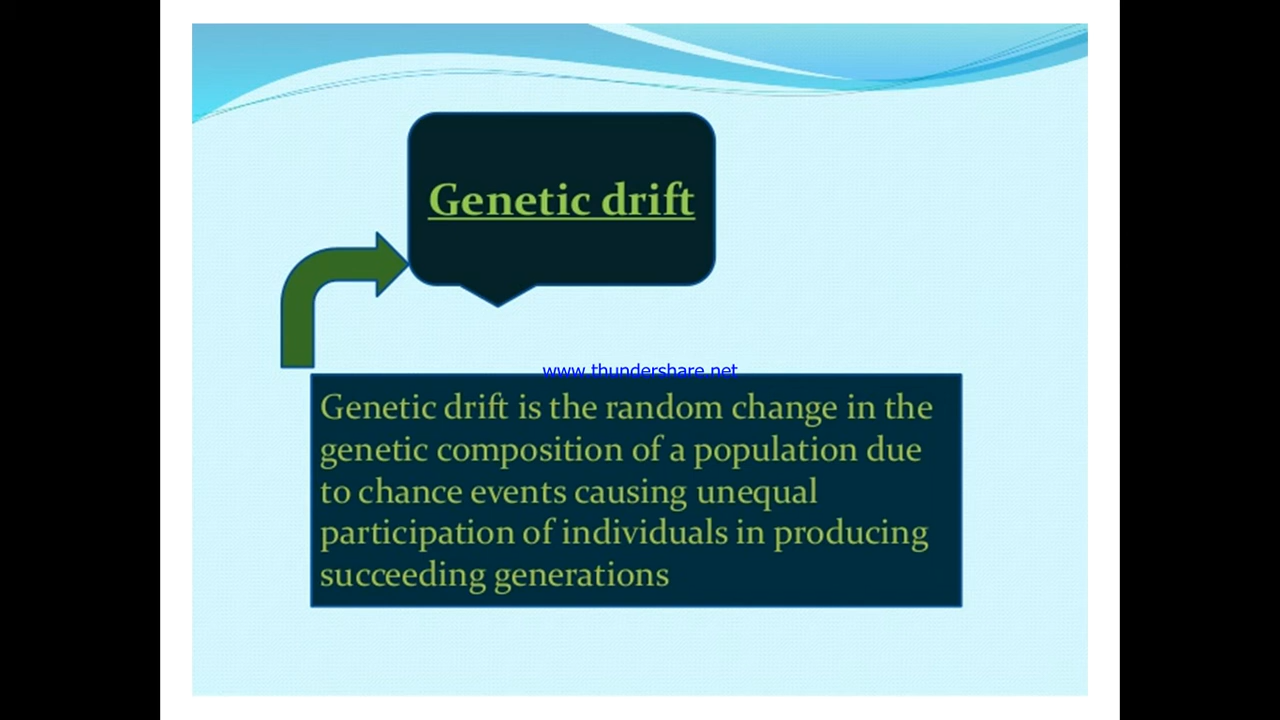 Genetic drift
www.thundershare.net
Genetic drift is the random change in the
genetic composition of a population due
to chance events causing unequal
participation of individuals in producing
succeeding generations